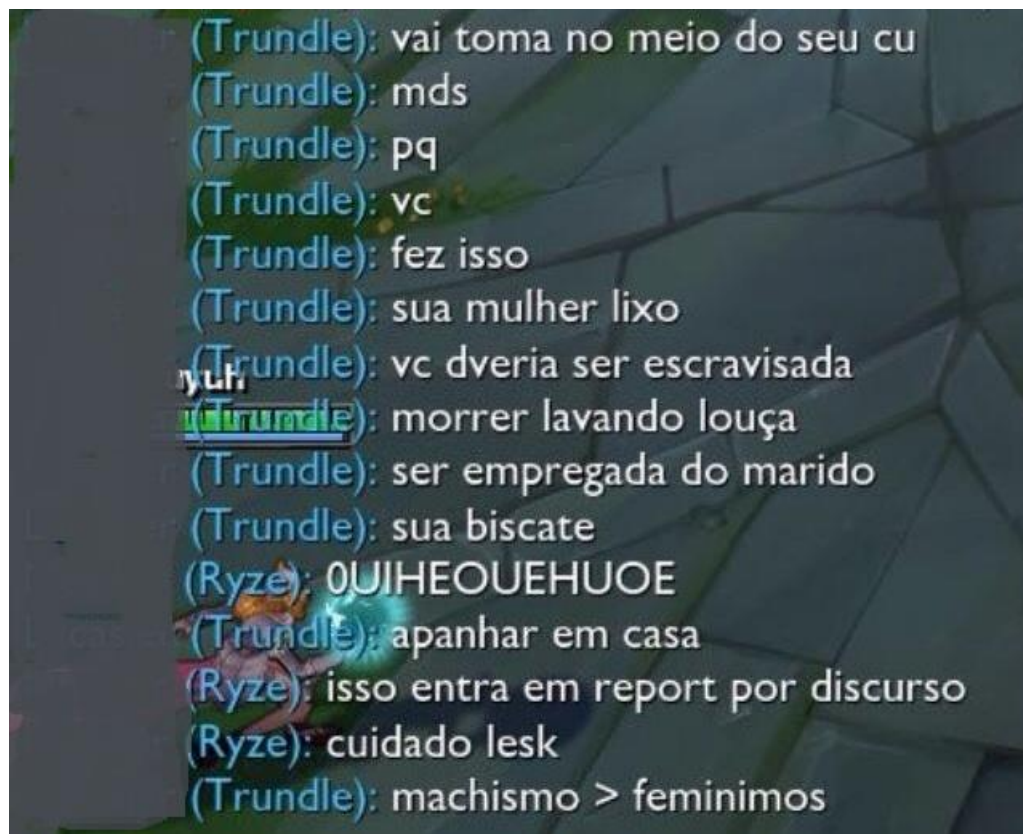 (Trundle): vai toma no meio do seu cu
(Trundle): mds
(Trundle): pq
(Trundle): vc
(Trundle): fez isso
(Trundle): sua mulher lixo
(Trundle): vc dveria ser escravisada
(Trundle): morrer lavando louça
(Trundle): ser empregada do marido
(Trundle): sua biscate
(Ryze): 0UIHEOUEHUOE
(Trundle): apanhar em casa
(Ryze): isso entra em report por discurso
(Ryze): cuidado lesk
(Trundle): machismo > feminimos